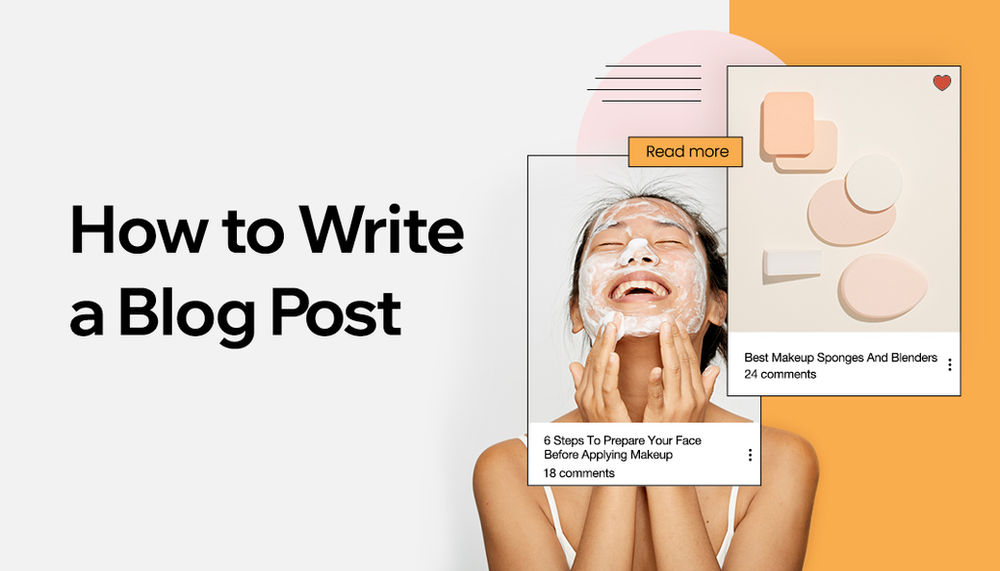 How to Write
a Blog Post
Read more
6 Steps To Prepare Your Face
Before Applying Makeup
18 comments
Best Makeup Sponges And Blenders
24 comments